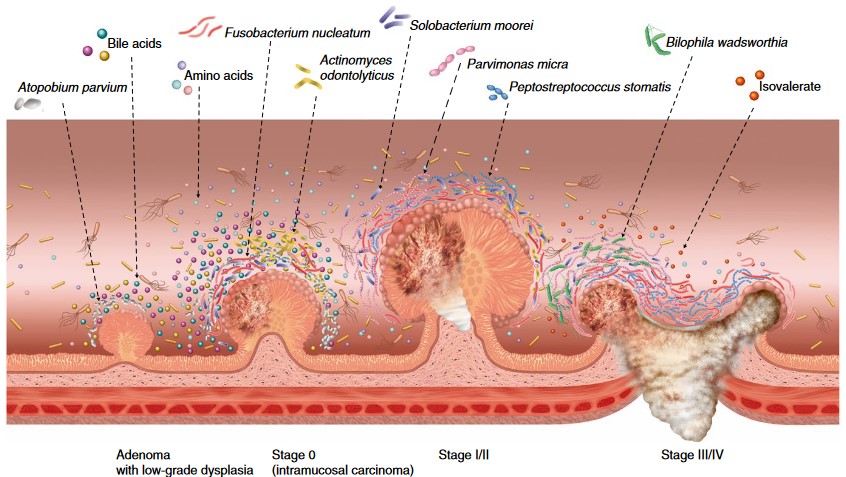 Bile acids
Fusobacterium nucleatum
Solobacterium moorei
Bilophila wadsworthia
Atopobium parvium
Amino acids
Actinomyces
odontolyticus
Parvimonas micra
Peptostreptococcus stomatis
Isovalerate
Adenoma
with low-grade dysplasia
Stage 0
(intramucosal carcinoma)
Stage I/II
Stage III/IV